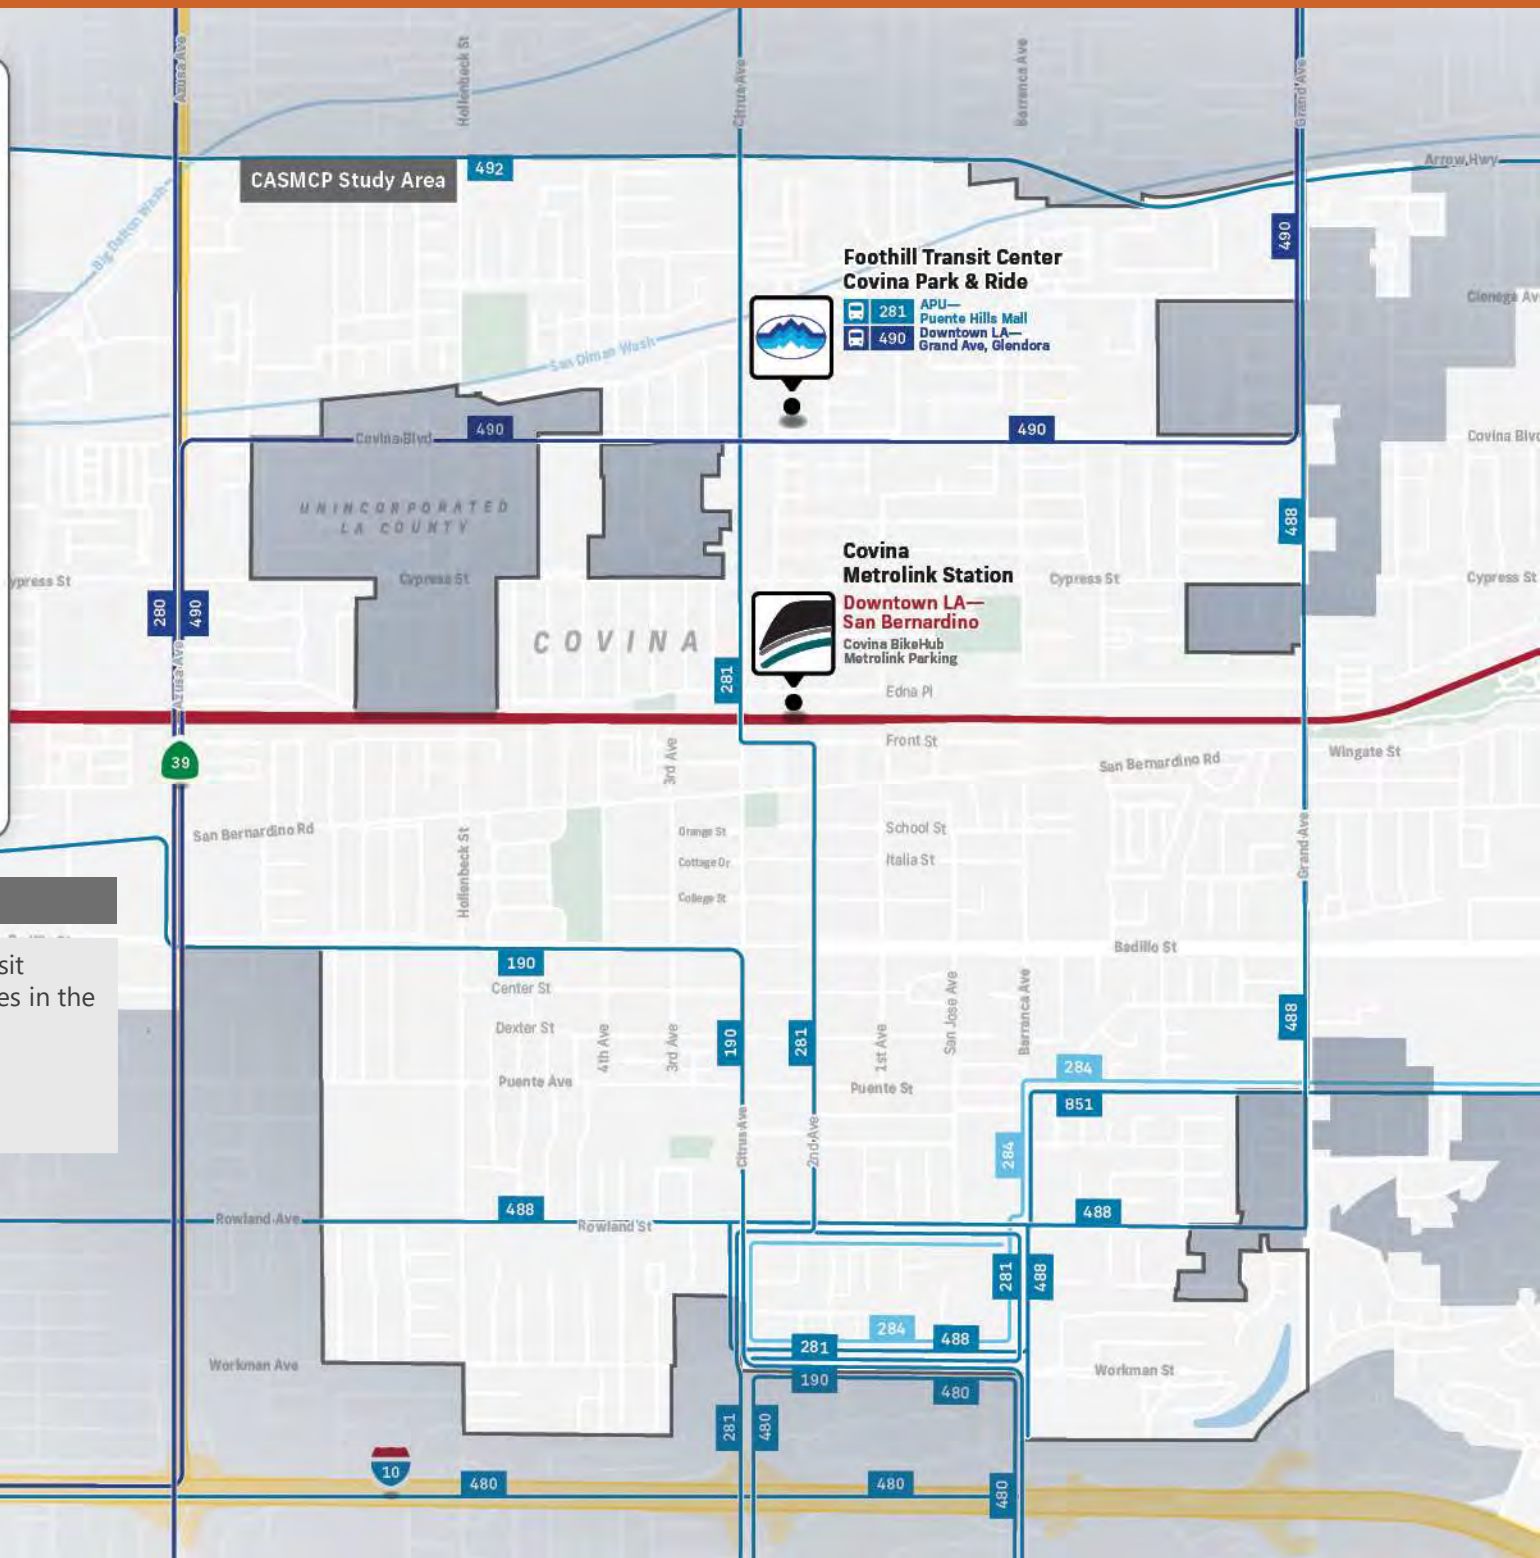 Azusa Ave
Hollenbeck St
Citrus Ave
Barranca Ave
Grand Ave
CASMCP Study Area
492
Arrow Hwy
Big Dalton Wash
490
Foothill Transit Center
Covina Park & Ride
281
APU—
Puente Hills Mall
490
Downtown LA—
Grand Ave, Glendora
Cienega Av
San Dimas Wash
Covina Blvd
490
490
Covina Blvd
UNINCORPORATED
LA COUNTY
488
Covina
Metrolink Station
Downtown LA—
San Bernardino
Covina BikeHub
Metrolink Parking
ypress St
Cypress St
Cypress St
Cypress St
280
490
COVINA
Azusa Ave
281
Edna Pl
Front St
39
3rd Ave
San Bernardino Rd
Wingate St
San Bernardino Rd
Hollenbeck St
Orange St
Cottage Dr
College St
School St
Italia St
Grand Ave
Badillo St
sit
es in the
190
Center St
Dexter St
Puente Ave
4th Ave
3rd Ave
190
281
1st Ave
San Jose Ave
Barranca Ave
488
284
851
Puente St
Citrus Ave
2nd Ave
284
Rowland Ave
488
Rowland St
488
281
488
284
488
281
190
480
Workman Ave
Workman St
281
480
10
480
480
480